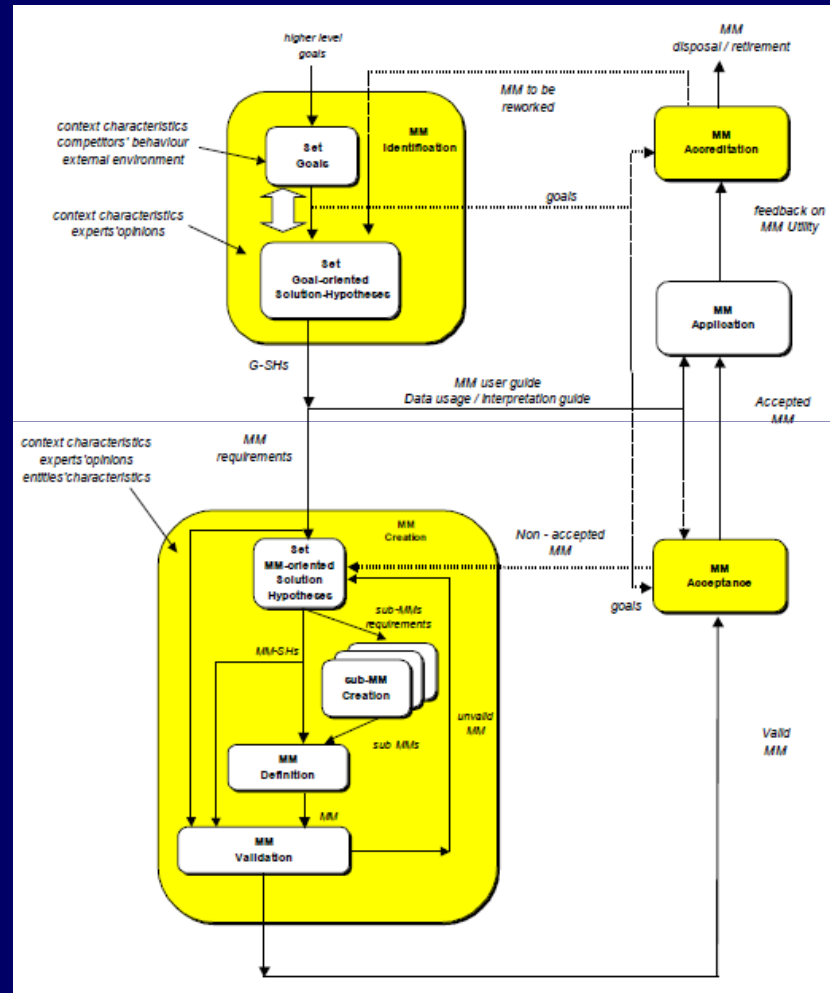 higher level
goals
MM
disposal / retirement
MM to be
reworked
context characteristics
competitors' behaviour
external environment
MM
Identification
Set
Goals
MM
Accreditation
goals
context characteristics
experts'opinions
feedback on
MM Utility
Set
Goal-oriented
Solution-Hypotheses
MM
Application
G-SHs
MM user guide
Data usage / Interpretation guide
Accepted
MM
MM
requirements
context characteristics
experts'opinions
entities'characteristics
MM
Creation
Non - accepted
MM
Set
MM-oriented
Solution
Hypotheses
MM
Acceptance
goals
sub-MMs
requirements
MM-SHs
sub-MM
Creation
unvalid
MM
sub MMs
Valid
MM
MM
Definition
MM
MM
Validation